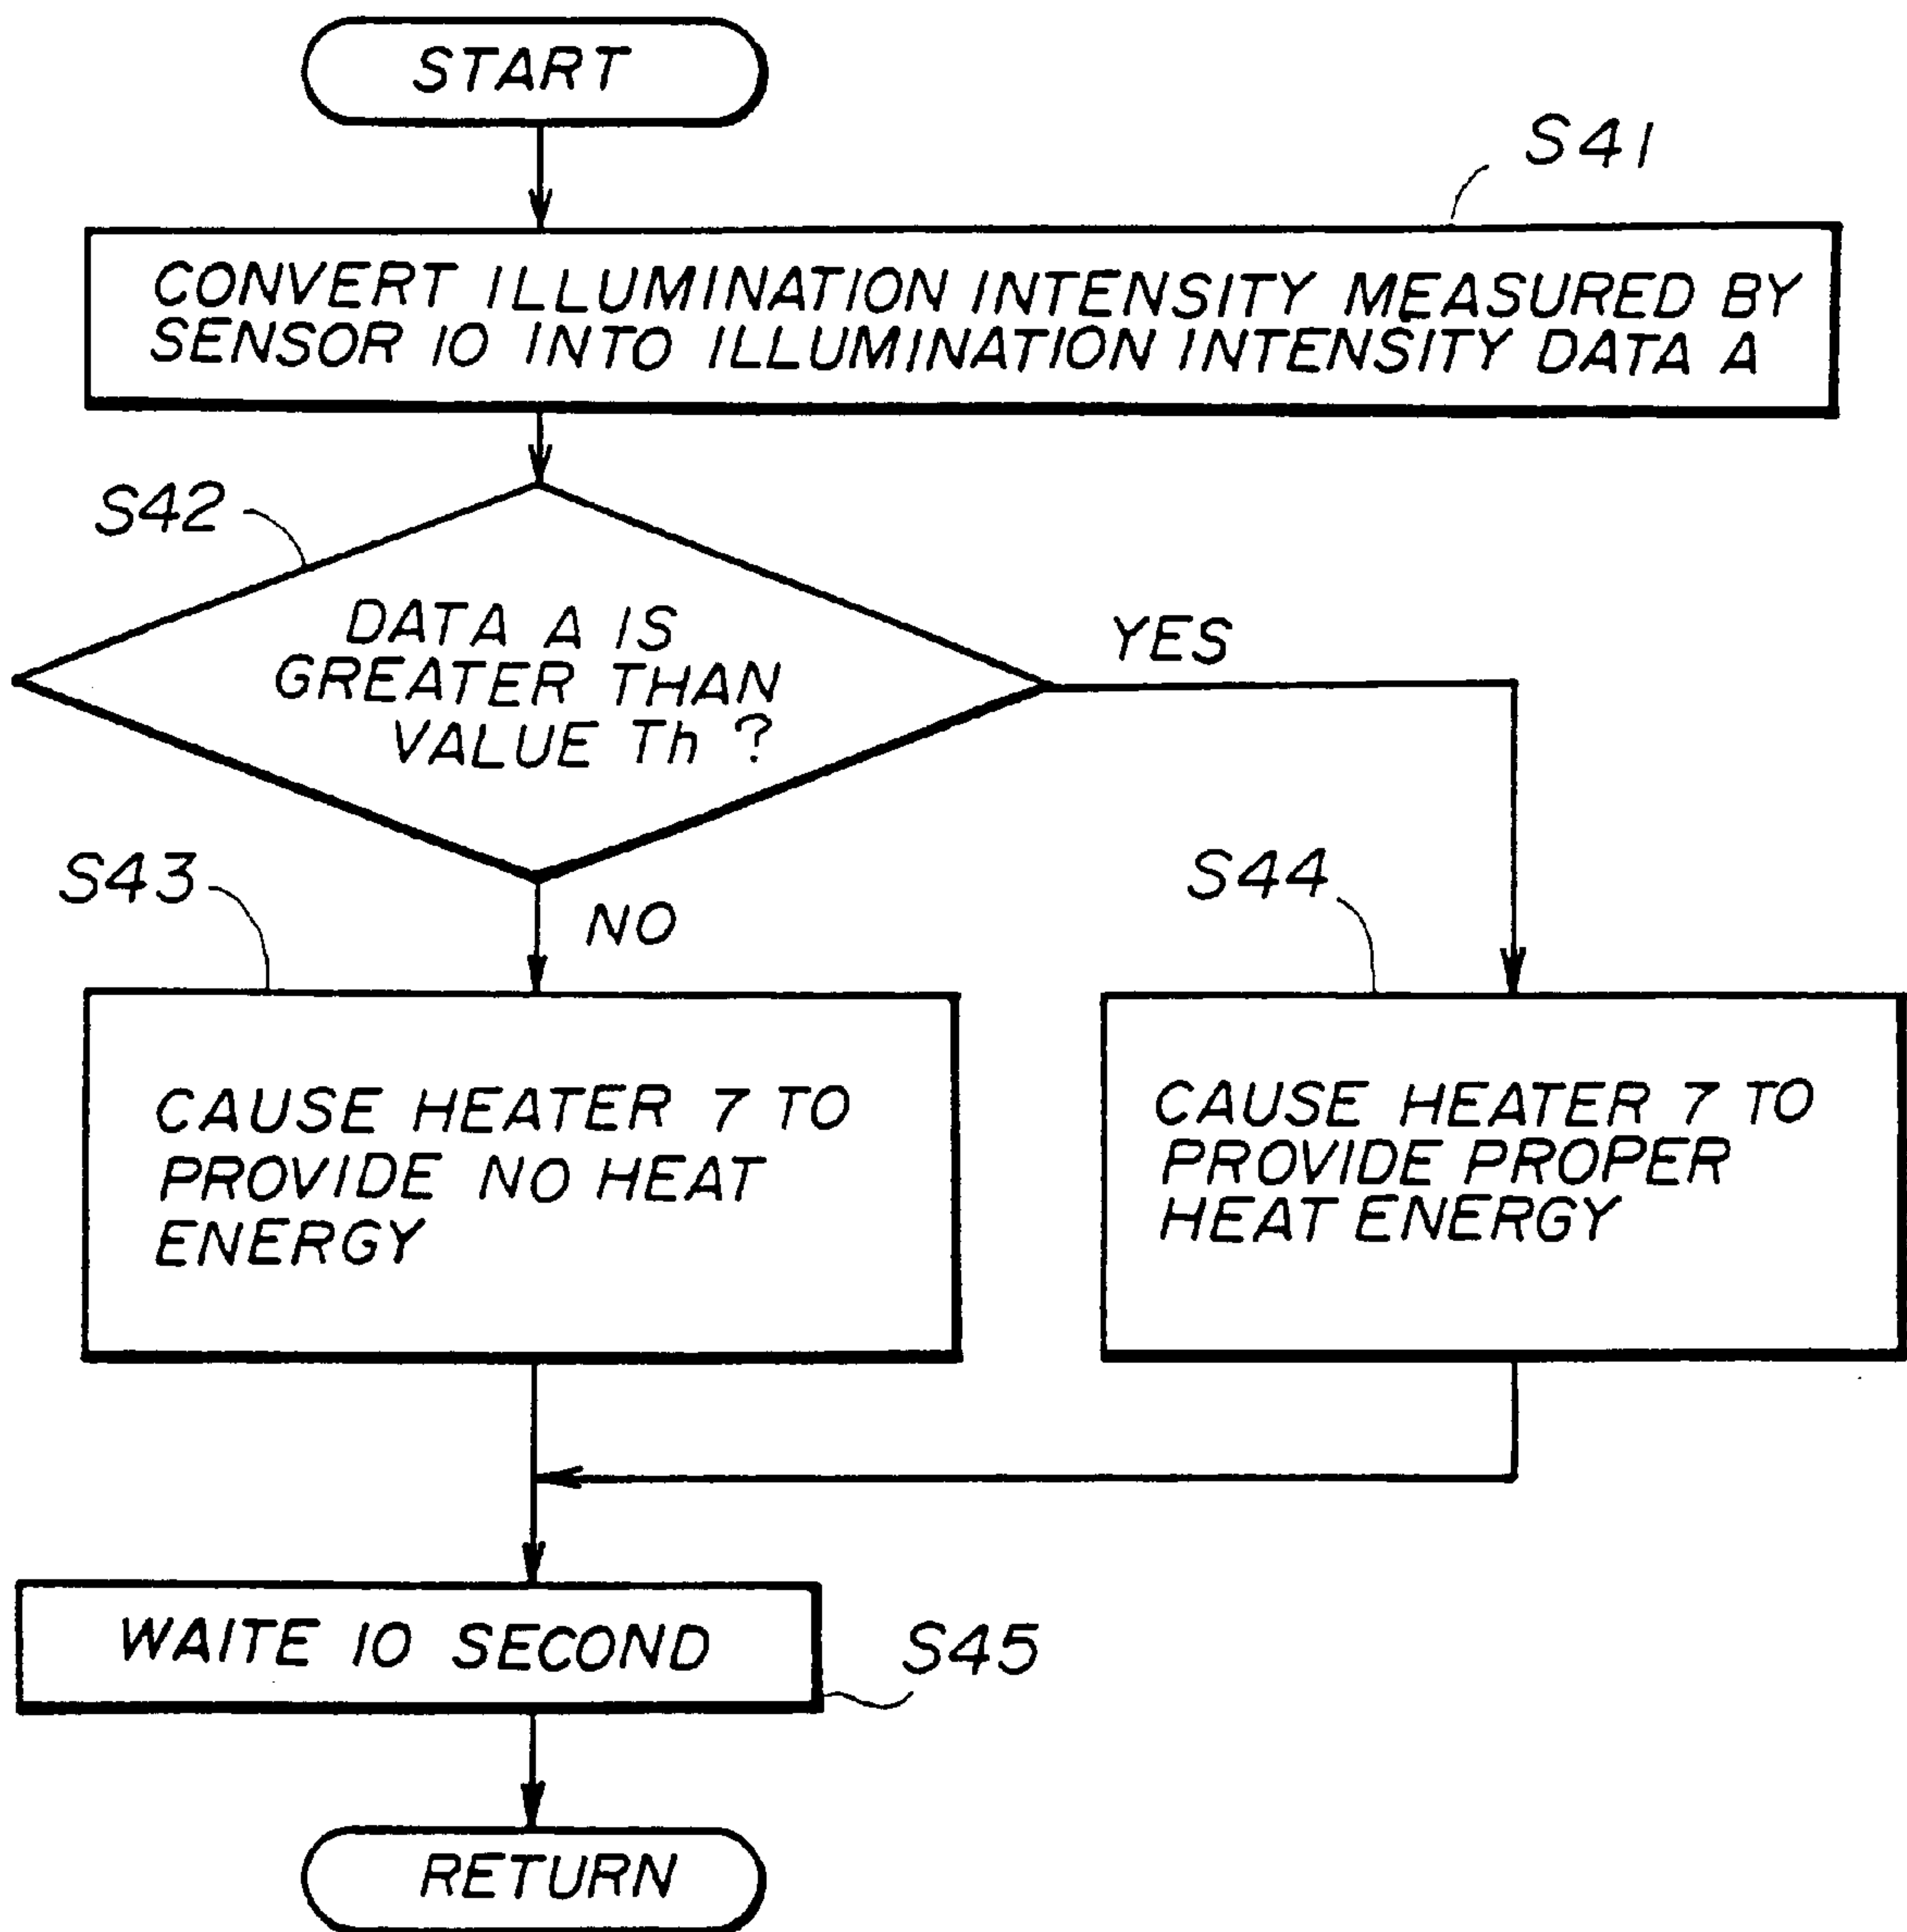 START
S41
CONVERT ILLUMINATION INTENSITY MEASURED BY
SENSOR 10 INTO ILLUMINATION INTENSITY DATA A
S42
DATA A IS
GREATER THAN
VALUE Th ?
YES
NO
S43
CAUSE HEATER 7 TO
PROVIDE NO HEAT
ENERGY
S44
CAUSE HEATER 7 TO
PROVIDE PROPER
HEAT ENERGY
WAITE 10 SECOND
S45
RETURN